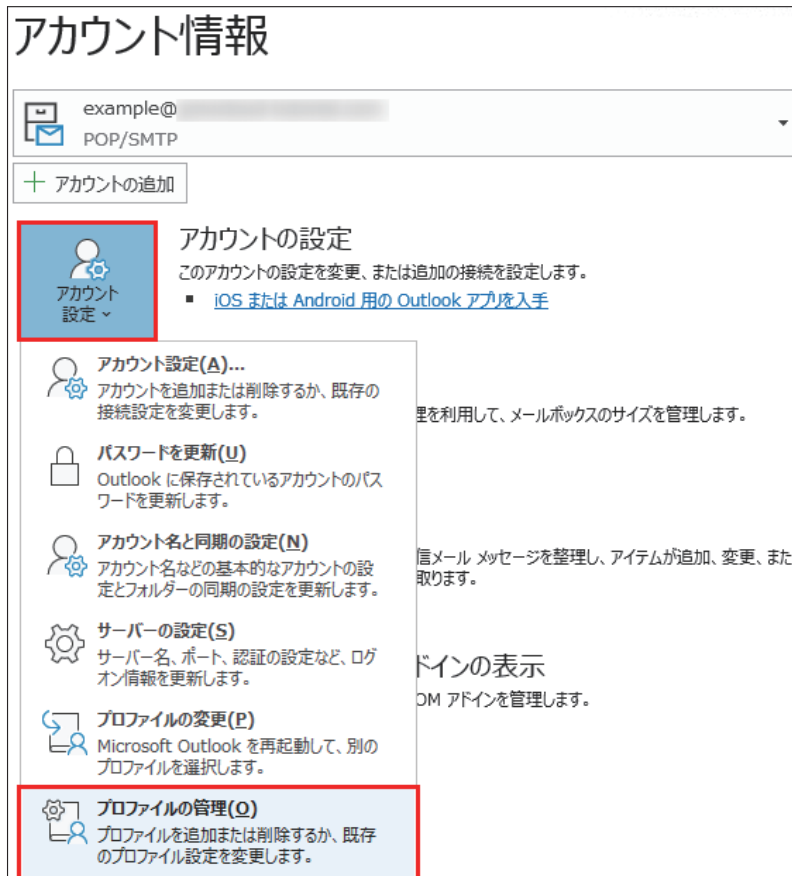 アカウント情報
example@
POP/SMTP
アカウントの追加
アカウントの設定
このアカウントの設定を変更、または追加の接続を設定します。
iOS または Android 用の Outlook アプリを入手
アカウント
設定
アカウント設定(A)...
アカウントを追加または削除するか、既存の
接続設定を変更します。
理を利用して、メールボックスのサイズを管理します。
パスワードを更新(U)
Outlook に保存されているアカウントのパス
ワードを更新します。
アカウント名と同期の設定(N)
アカウント名などの基本的なアカウントの設
定とフォルダーの同期の設定を更新します。
信メール メッセージを整理し、アイテムが追加、変更、また
取ります。
サーバーの設定(S)
サーバー名、ポート、認証の設定など、ログ
オン情報を更新します。
ドインの表示
OM アドインを管理します。
プロファイルの変更(P)
Microsoft Outlook を再起動して、別の
プロファイルを選択します。
プロファイルの管理(O)
プロファイルを追加または削除するか、既存
のプロファイル設定を変更します。